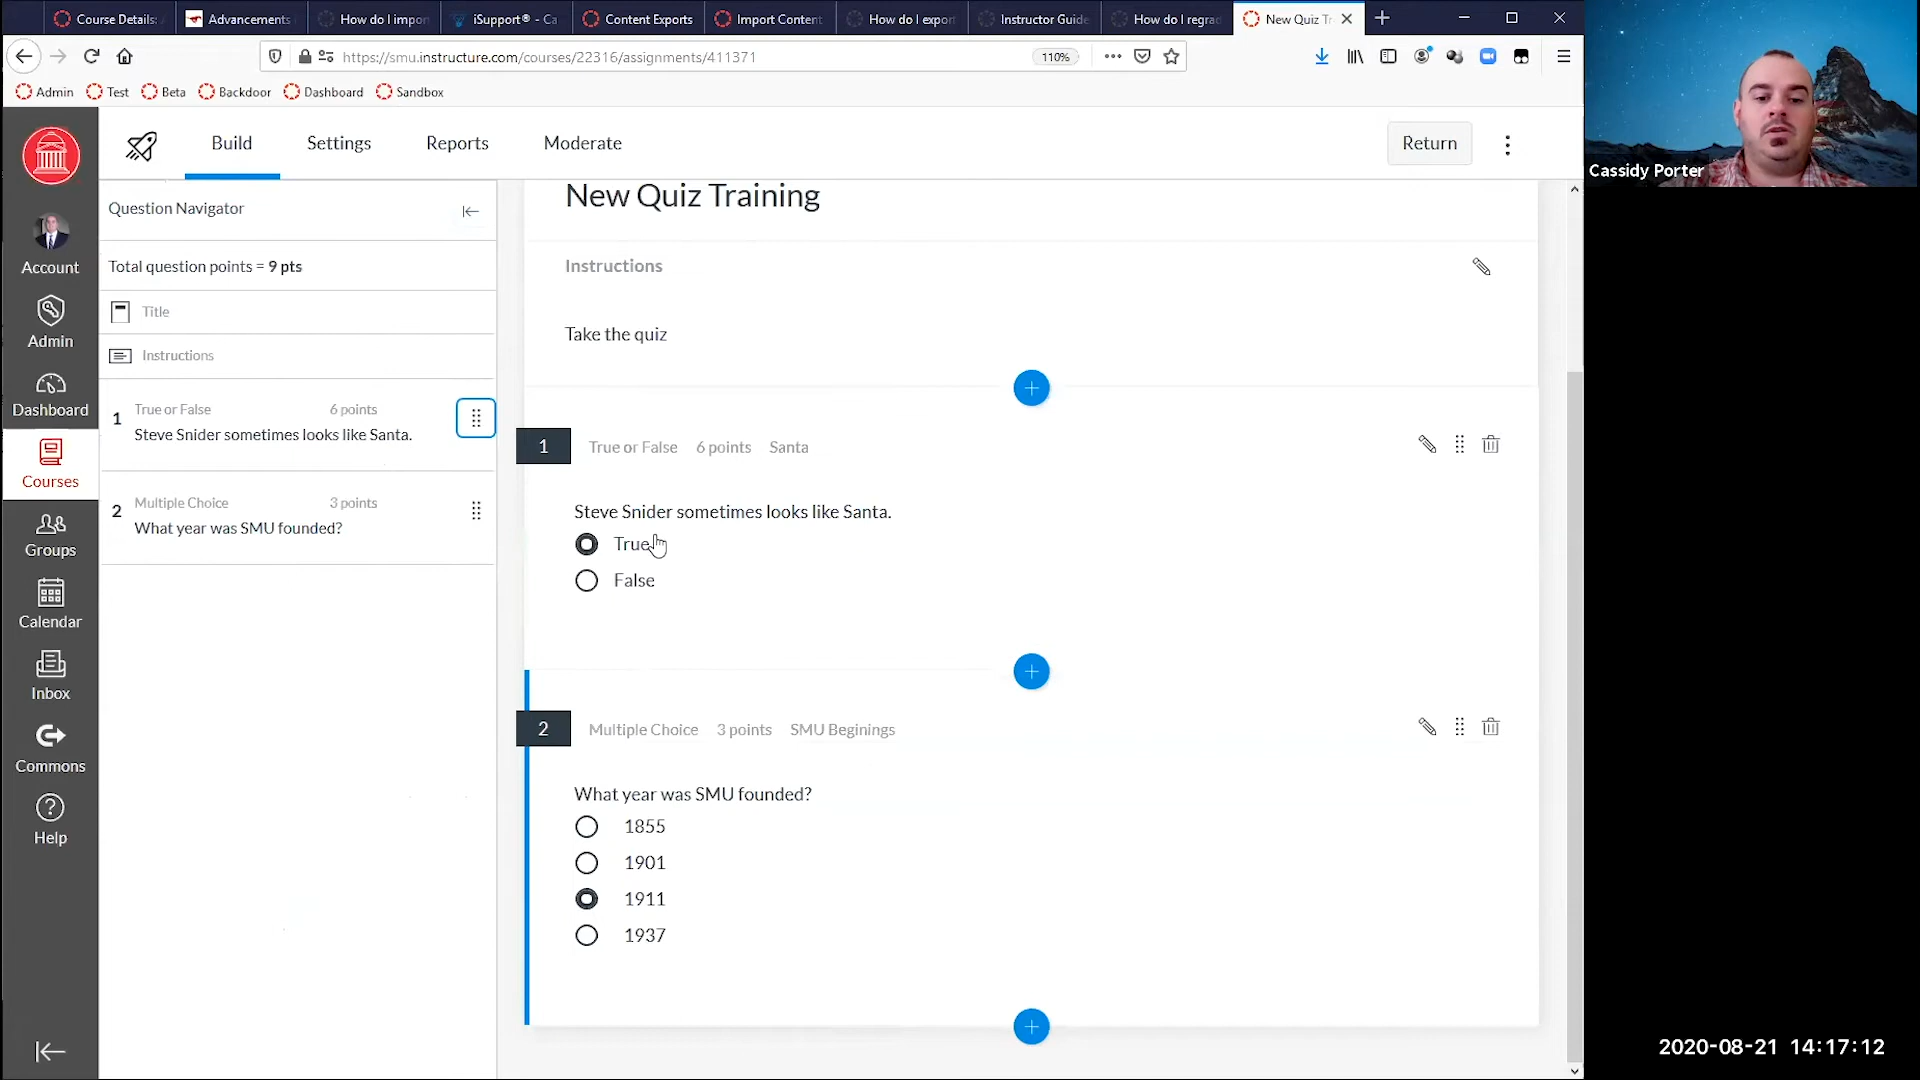 Course Details:
Advancements
How do I impor
iSupport® - Ca
Content Exports
Import Content
How do I expor
Instructor Guide
How do I regrad
New Quiz Tr
https://smu.instructure.com/courses/22316/assignments/411371
110%
Admin
Test
Beta
Backdoor
Dashboard
Sandbox
Build
Settings
Reports
Moderate
Return
Cassidy Porter
Account
Admin
Dashboard
Courses
Groups
Calendar
Inbox
Commons
Help
Question Navigator
Total question points = 9 pts
Title
Instructions
1 True or False 6 points
Steve Snider sometimes looks like Santa.
2 Multiple Choice 3 points
What year was SMU founded?
New Quiz Training
Instructions
Take the quiz
1 True or False 6 points Santa
Steve Snider sometimes looks like Santa.
True
False
2 Multiple Choice 3 points SMU Beginings
What year was SMU founded?
1855
1901
1911
1937
2020-08-21 14:17:12